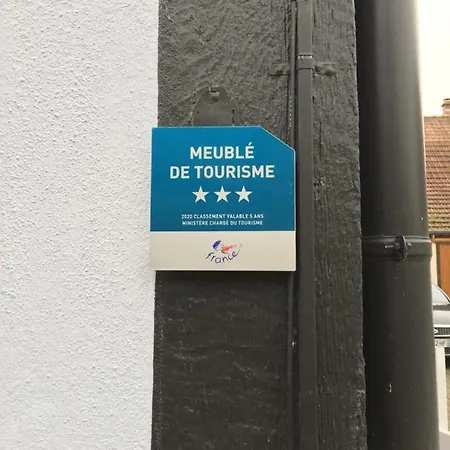 MEUBLÉ
DE TOURISME
2020 CLASSEMENT VALABLE 5 ANS
MINISTÈRE CHARGÉ DU TOURISME
france